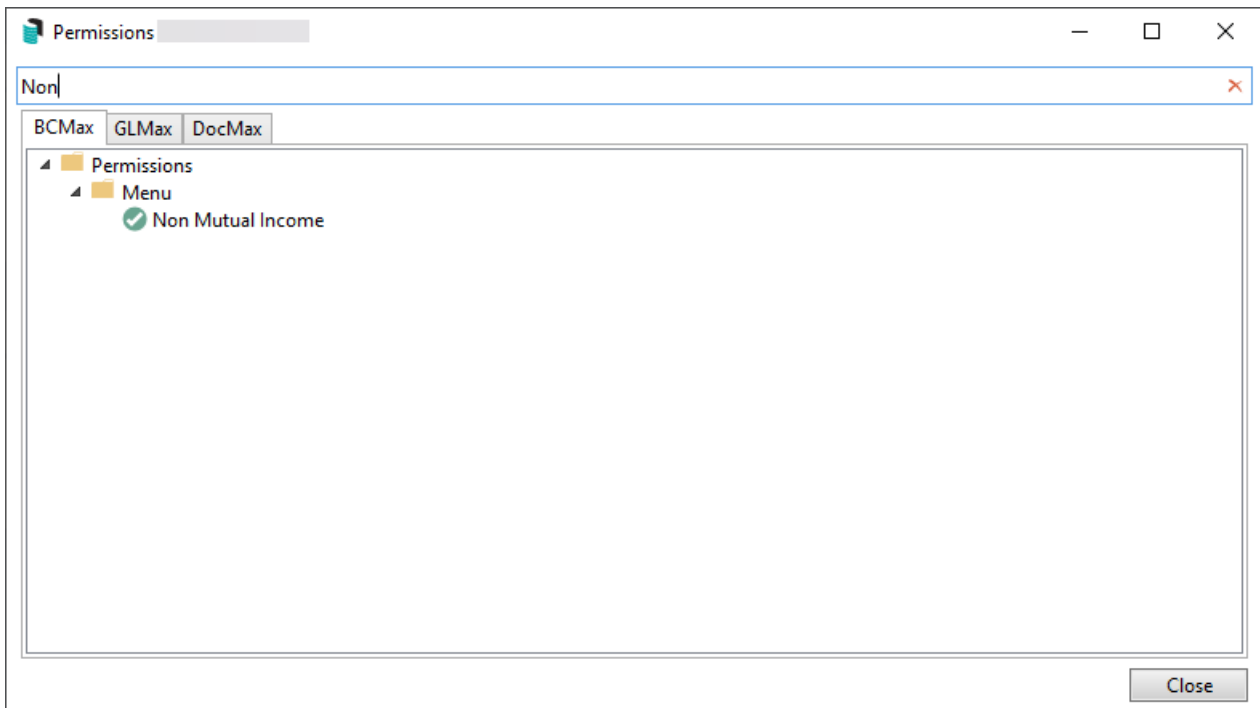 Permissions
Non
BCMax GLMax DocMax
Permissions
Menu
Non Mutual Income
Close